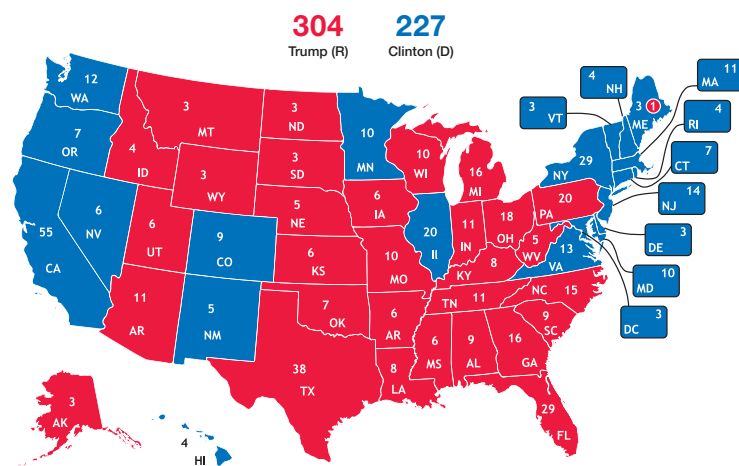 304 227
Trump (R) Clinton (D)
12
WA
7
OR
55
CA
6
NV
4
ID
3
MT
3
WY
6
UT
11
AR
9
CO
5
NM
3
ND
3
SD
5
NE
6
KS
7
OK
38
TX
10
MN
6
IA
10
MO
6
AR
8
LA
10
WI
20
II
16
MI
11
IN
18
OH
8
KY
TN 11
6
MS
9
AL
16
GA
29
FL
9
SC
NC 15
13
VA
5
WV
20
PA
29
NY
3 1
ME
4
NH
3
VT
11
MA
4
RI
7
CT
14
NJ
3
DE
10
MD
3
DC
3
AK
4
HI